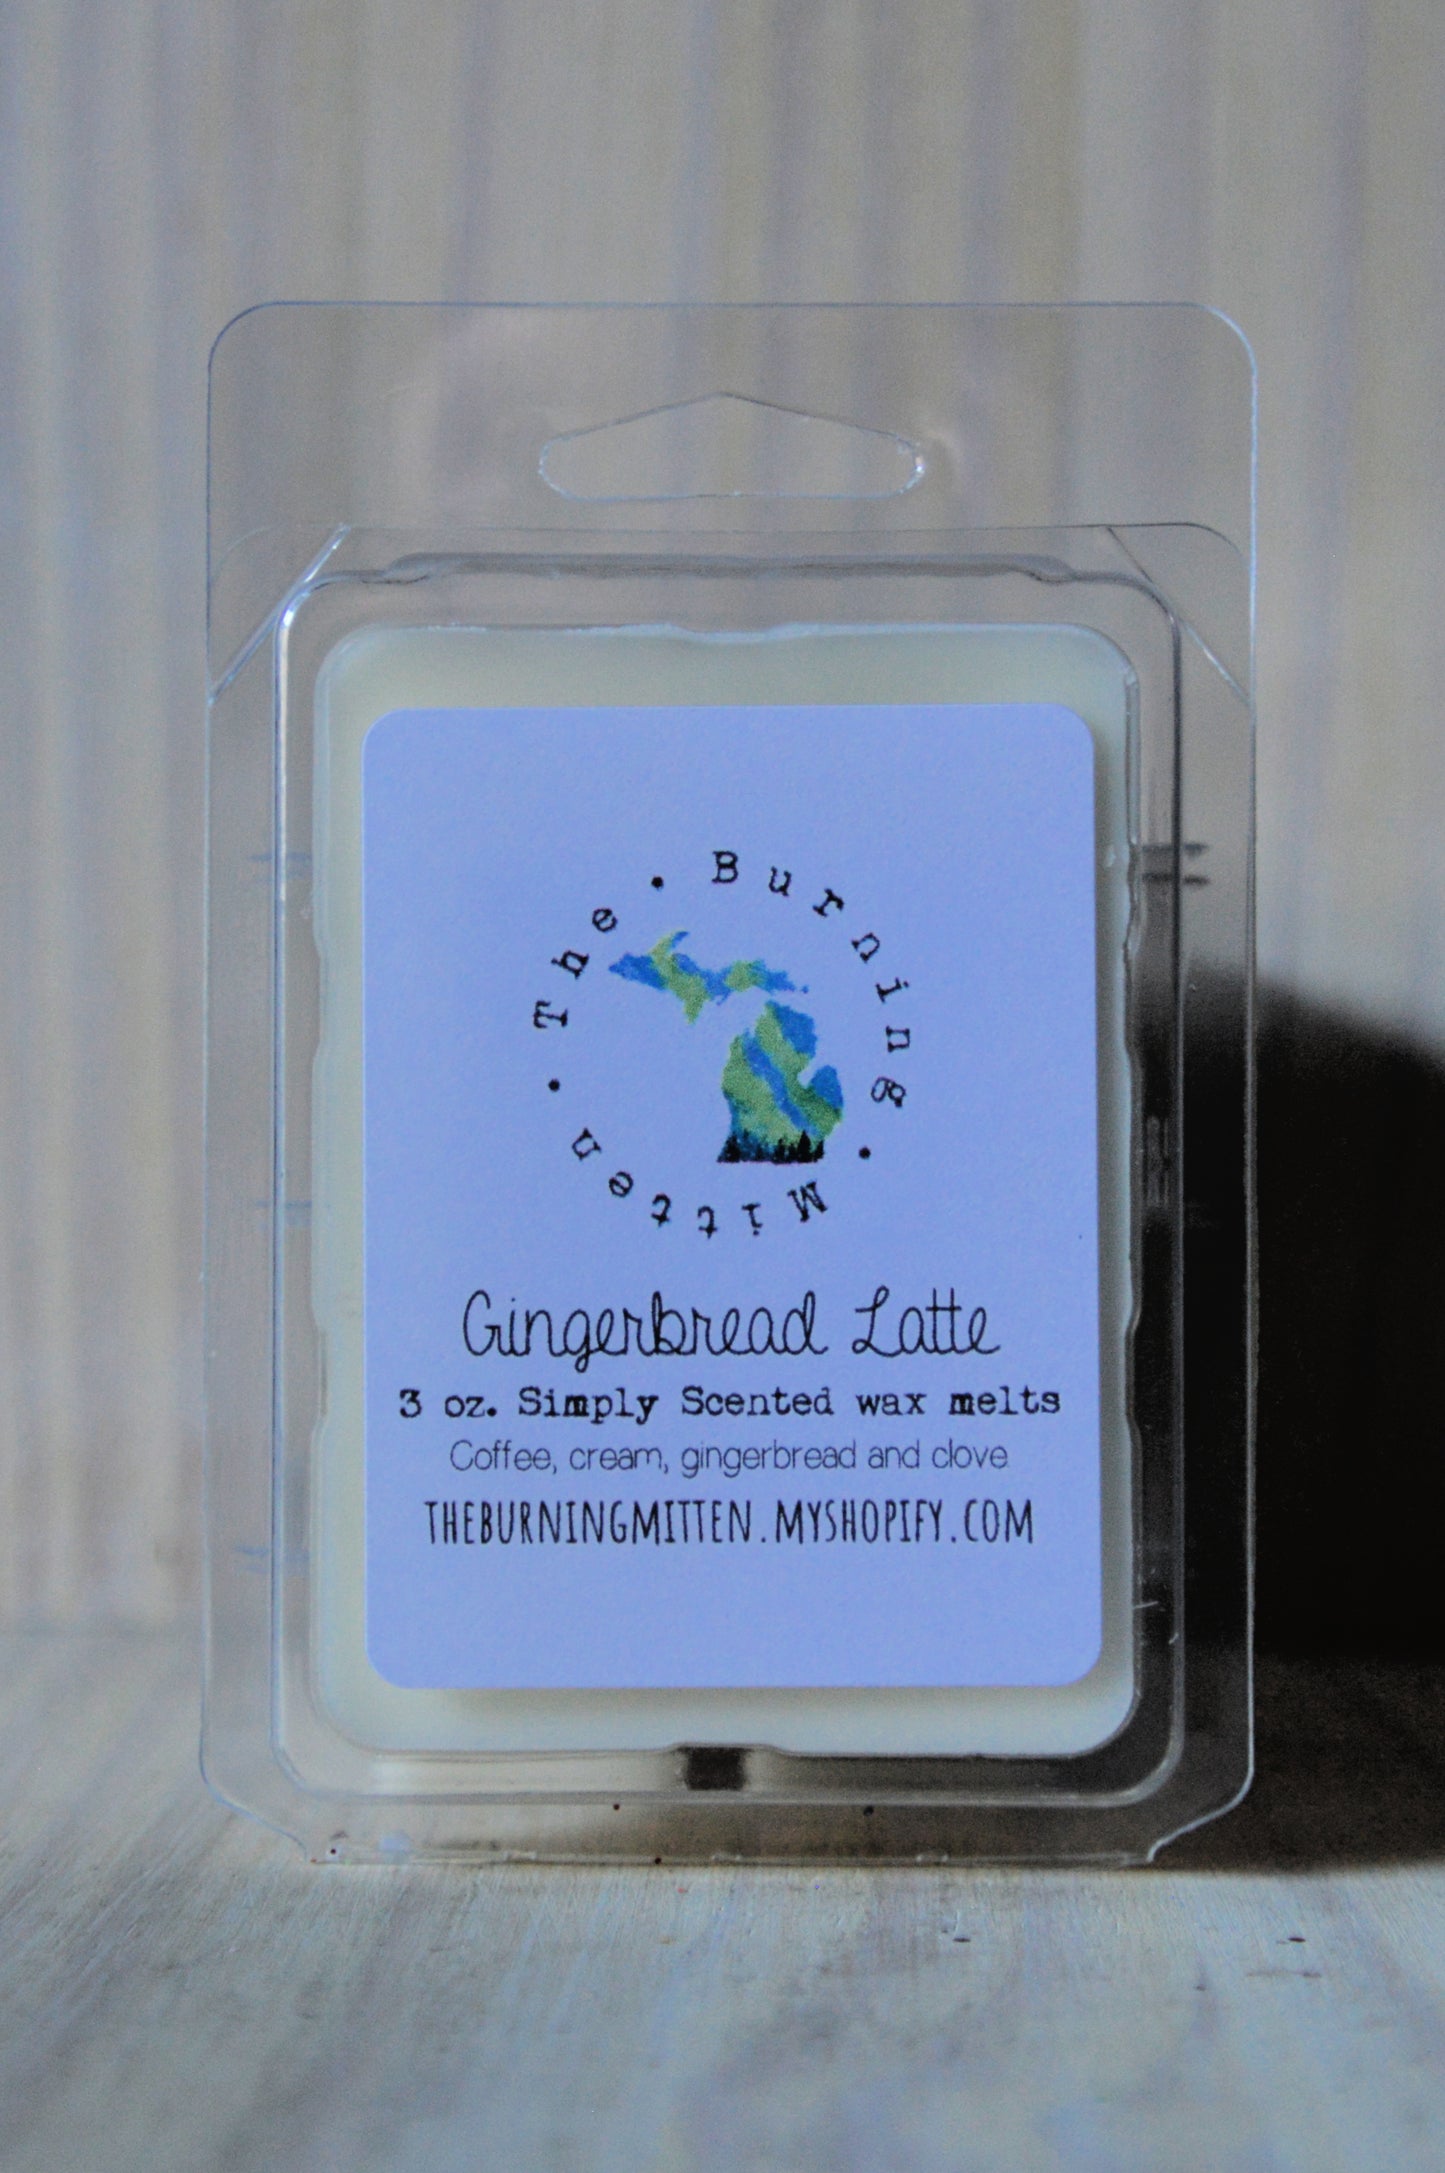 The · Burning · Mitten ·
Gingerbread Latte
3 oz. Simply Scented wax melts
Coffee, cream, gingerbread and clove
THEBURNINGMITTEN.MYSHOPIFY.COM